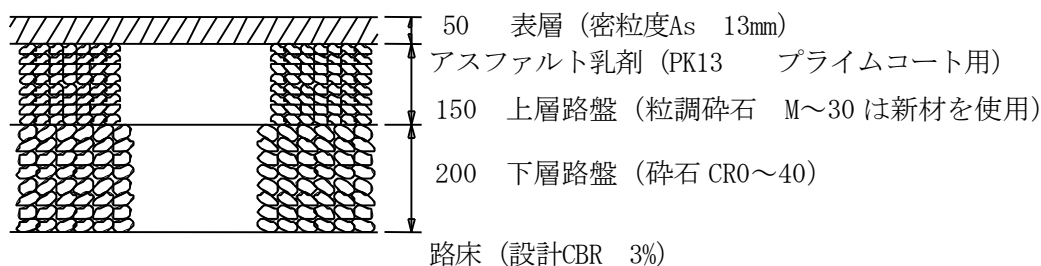 50 表層 (密粒度As 13mm)
アスファルト乳剤 (PK13 プライムコート用)
150 上層路盤 (粒調砕石 M～30 は新材を使用)
200 下層路盤 (砕石 CR0～40)
路床 (設計CBR 3%)